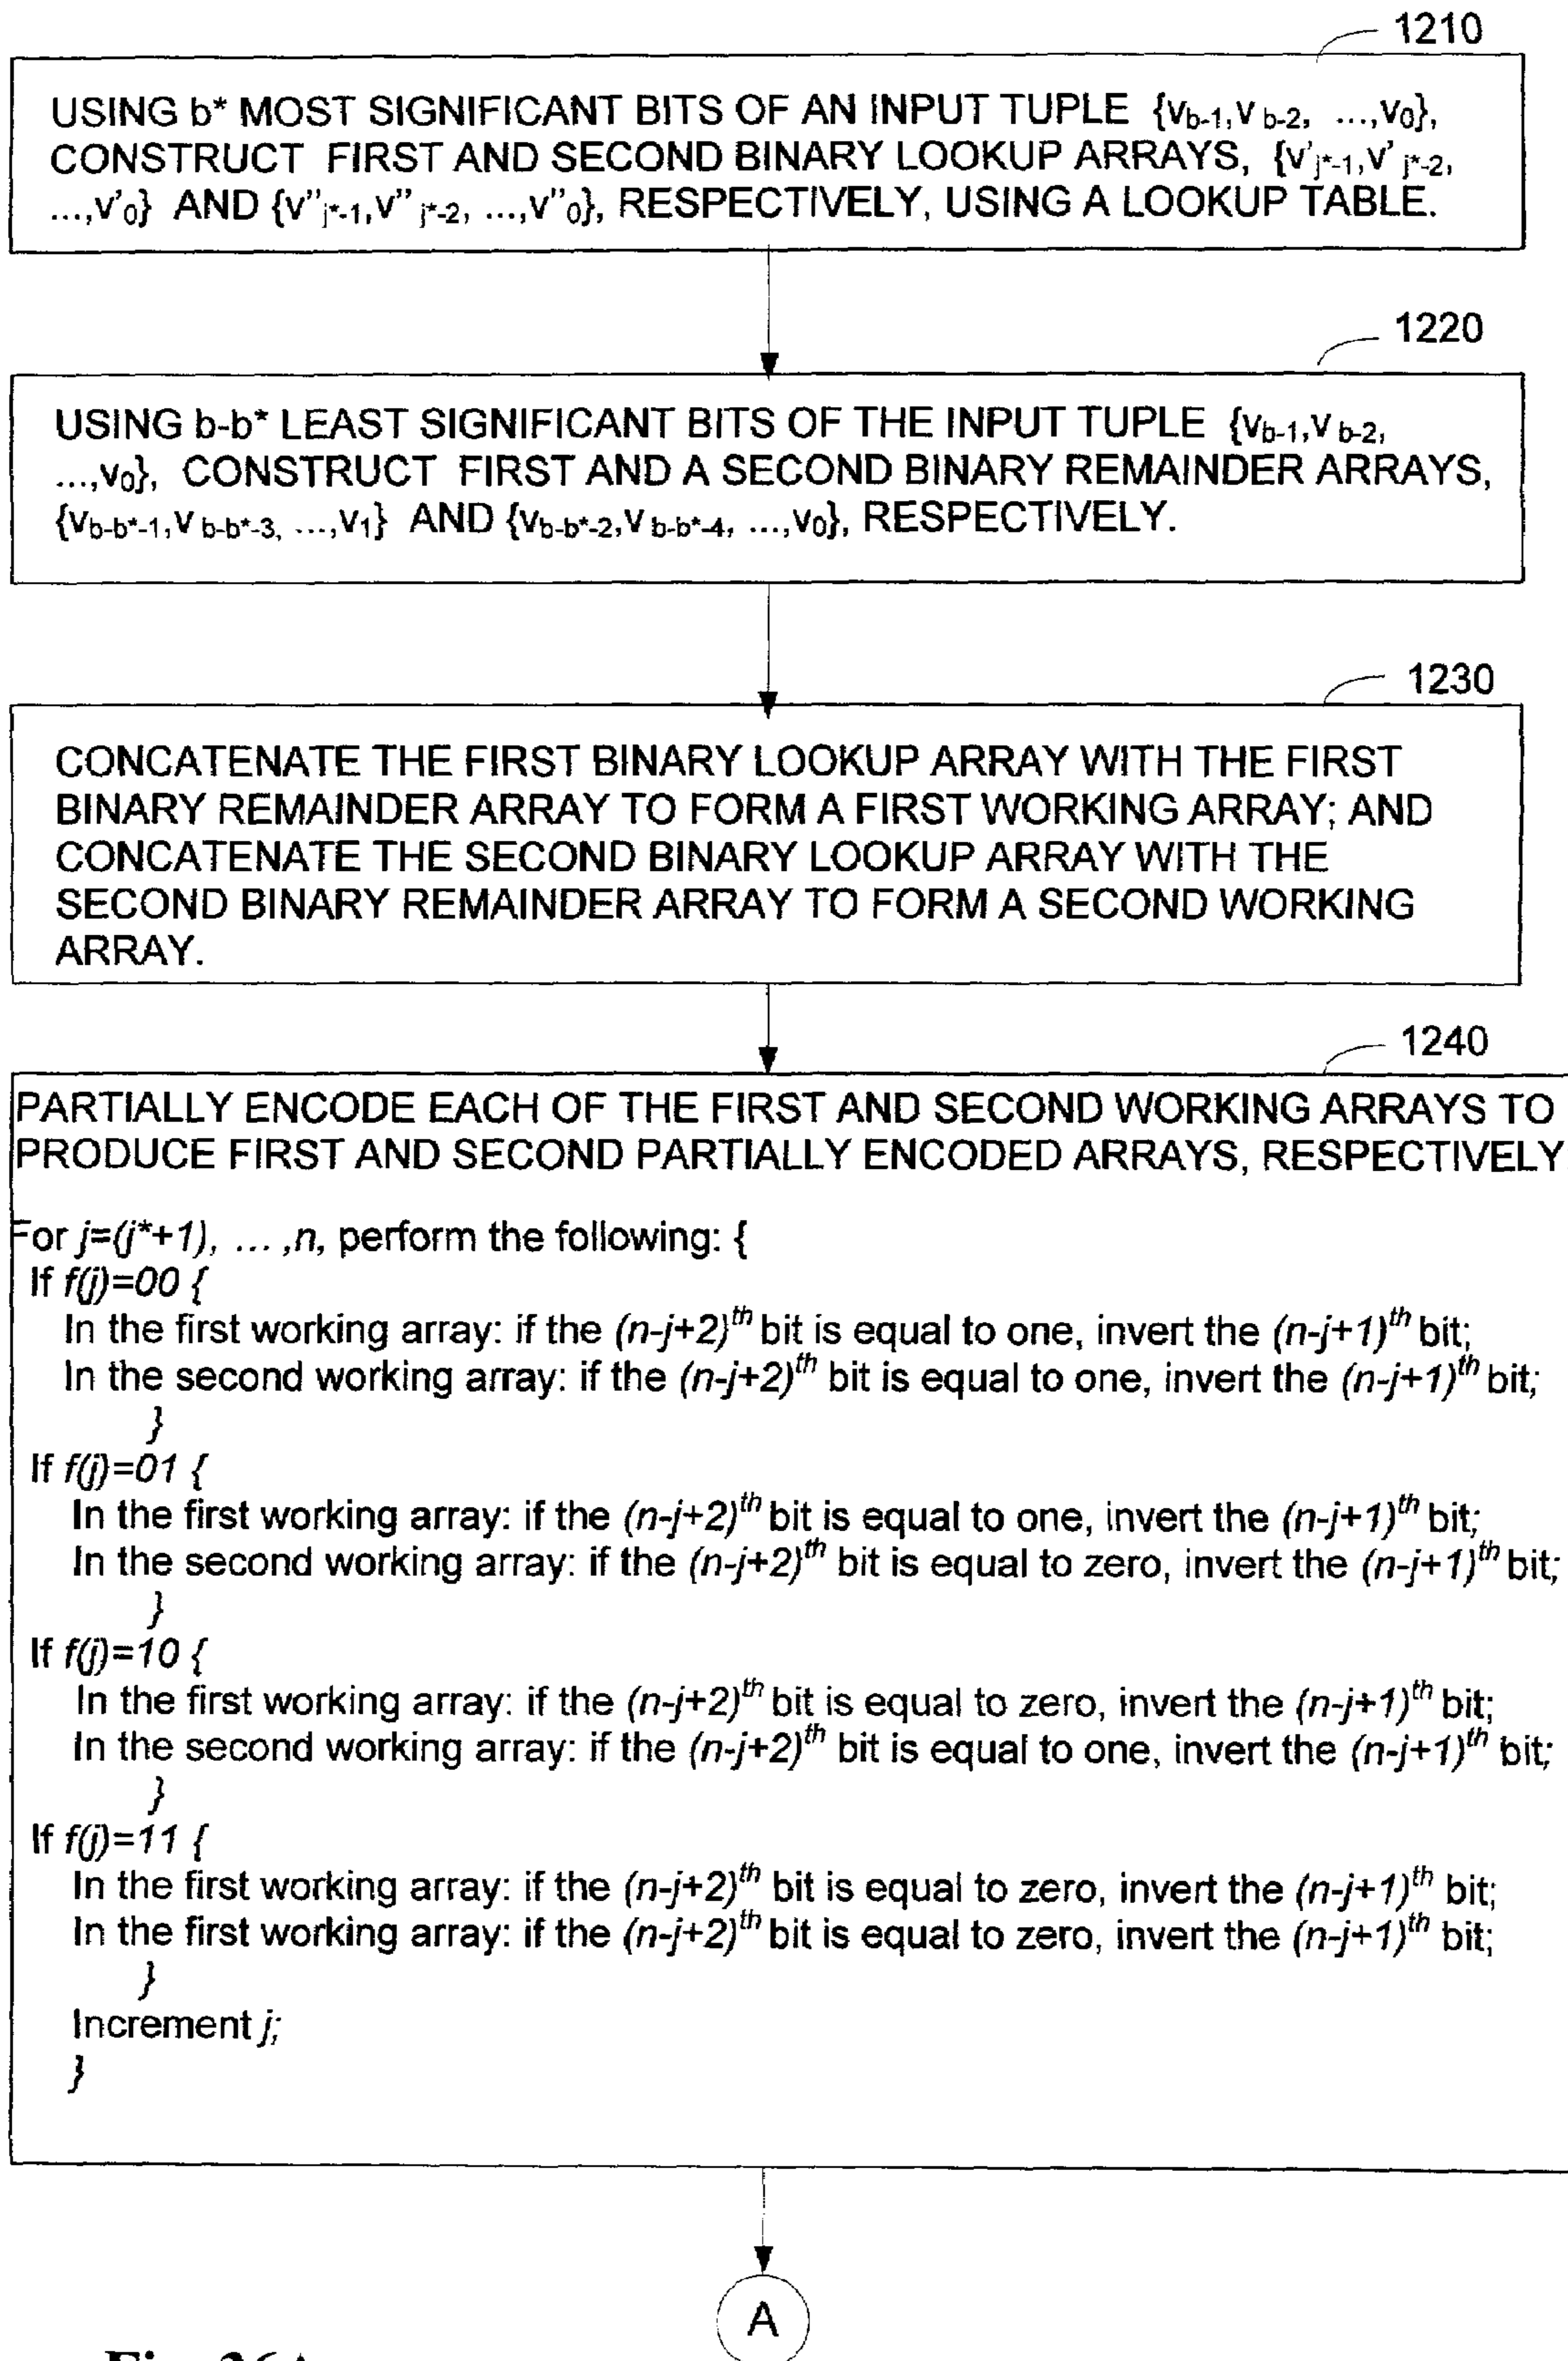 1210
USING b* MOST SIGNIFICANT BITS OF AN INPUT TUPLE {v_{b-1},v_{b-2}, ...,v_0},
CONSTRUCT FIRST AND SECOND BINARY LOOKUP ARRAYS, {v'_{j*-1},v'_{j*-2},
...,v'_0} AND {v''_{j*-1},v''_{j*-2}, ...,v''_0}, RESPECTIVELY, USING A LOOKUP TABLE.
1220
USING b-b* LEAST SIGNIFICANT BITS OF THE INPUT TUPLE {v_{b-1},v_{b-2},
...,v_0}, CONSTRUCT FIRST AND A SECOND BINARY REMAINDER ARRAYS,
{v_{b-b*-1},v_{b-b*-3}, ...,v_1} AND {v_{b-b*-2},v_{b-b*-4}, ...,v_0}, RESPECTIVELY.
1230
CONCATENATE THE FIRST BINARY LOOKUP ARRAY WITH THE FIRST
BINARY REMAINDER ARRAY TO FORM A FIRST WORKING ARRAY; AND
CONCATENATE THE SECOND BINARY LOOKUP ARRAY WITH THE
SECOND BINARY REMAINDER ARRAY TO FORM A SECOND WORKING
ARRAY.
1240
PARTIALLY ENCODE EACH OF THE FIRST AND SECOND WORKING ARRAYS TO
PRODUCE FIRST AND SECOND PARTIALLY ENCODED ARRAYS, RESPECTIVELY
For j=(j*+1), ... ,n, perform the following: {
If f(j)=00 {
In the first working array: if the (n-j+2)^{th} bit is equal to one, invert the (n-j+1)^{th} bit;
In the second working array: if the (n-j+2)^{th} bit is equal to one, invert the (n-j+1)^{th} bit;
}
If f(j)=01 {
In the first working array: if the (n-j+2)^{th} bit is equal to one, invert the (n-j+1)^{th} bit;
In the second working array: if the (n-j+2)^{th} bit is equal to zero, invert the (n-j+1)^{th} bit;
}
If f(j)=10 {
In the first working array: if the (n-j+2)^{th} bit is equal to zero, invert the (n-j+1)^{th} bit;
In the second working array: if the (n-j+2)^{th} bit is equal to one, invert the (n-j+1)^{th} bit;
}
If f(j)=11 {
In the first working array: if the (n-j+2)^{th} bit is equal to zero, invert the (n-j+1)^{th} bit;
In the first working array: if the (n-j+2)^{th} bit is equal to zero, invert the (n-j+1)^{th} bit;
}
Increment j;
}
A